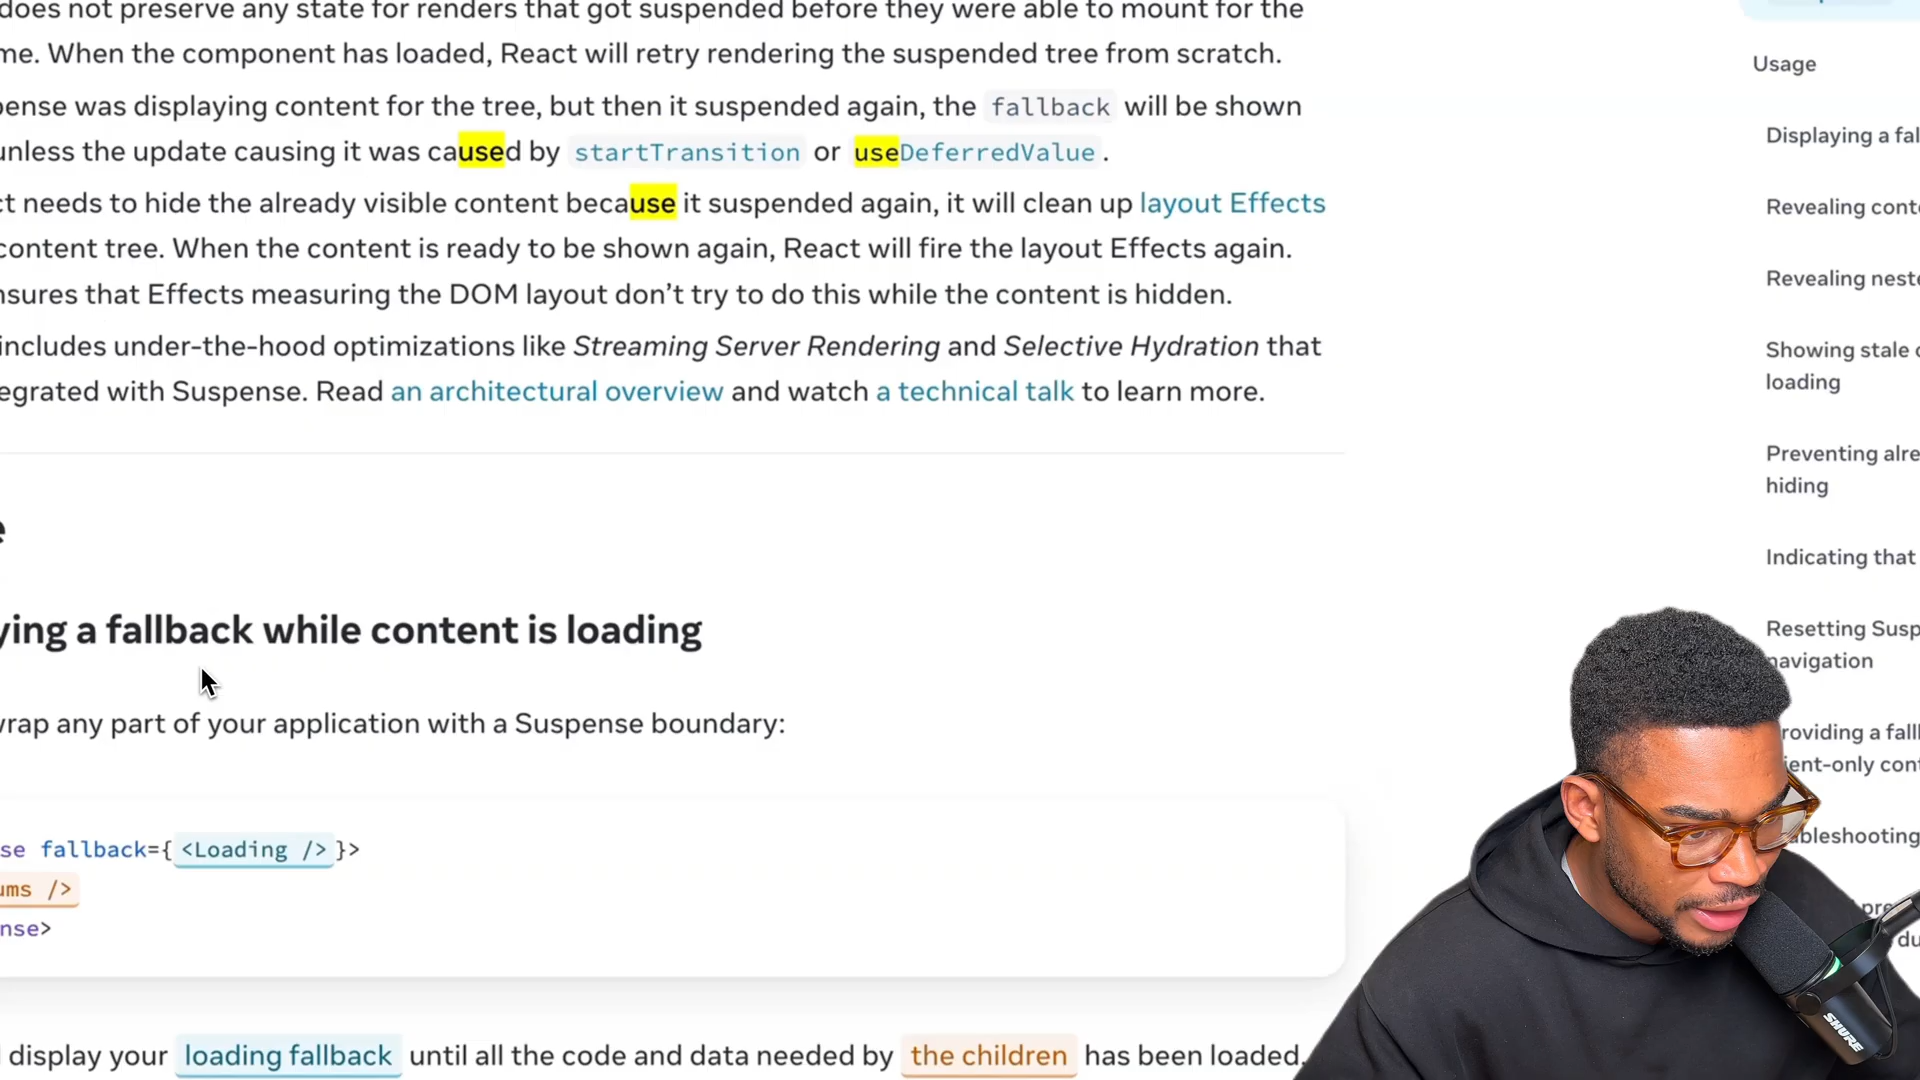 does not preserve any state for renders that got suspended before they were able to mount for the
me. When the component has loaded, React will retry rendering the suspended tree from scratch.
pense was displaying content for the tree, but then it suspended again, the fallback will be shown
unless the update causing it was caused by startTransition or useDeferredValue.
ct needs to hide the already visible content because it suspended again, it will clean up layout Effects
content tree. When the content is ready to be shown again, React will fire the layout Effects again.
nsures that Effects measuring the DOM layout don't try to do this while the content is hidden.
includes under-the-hood optimizations like Streaming Server Rendering and Selective Hydration that
egrated with Suspense. Read an architectural overview and watch a technical talk to learn more.
e
ying a fallback while content is loading
wrap any part of your application with a Suspense boundary:
se fallback={<Loading />}>
ums />
nse>
display your loading fallback until all the code and data needed by the children has been loaded.
Usage
Displaying a fal
Revealing conte
Revealing neste
Showing stale c
loading
Preventing alre
hiding
Indicating that
Resetting Susp
navigation
roviding a fall
ient-only cont
ubleshooting
pre
du
SHURE